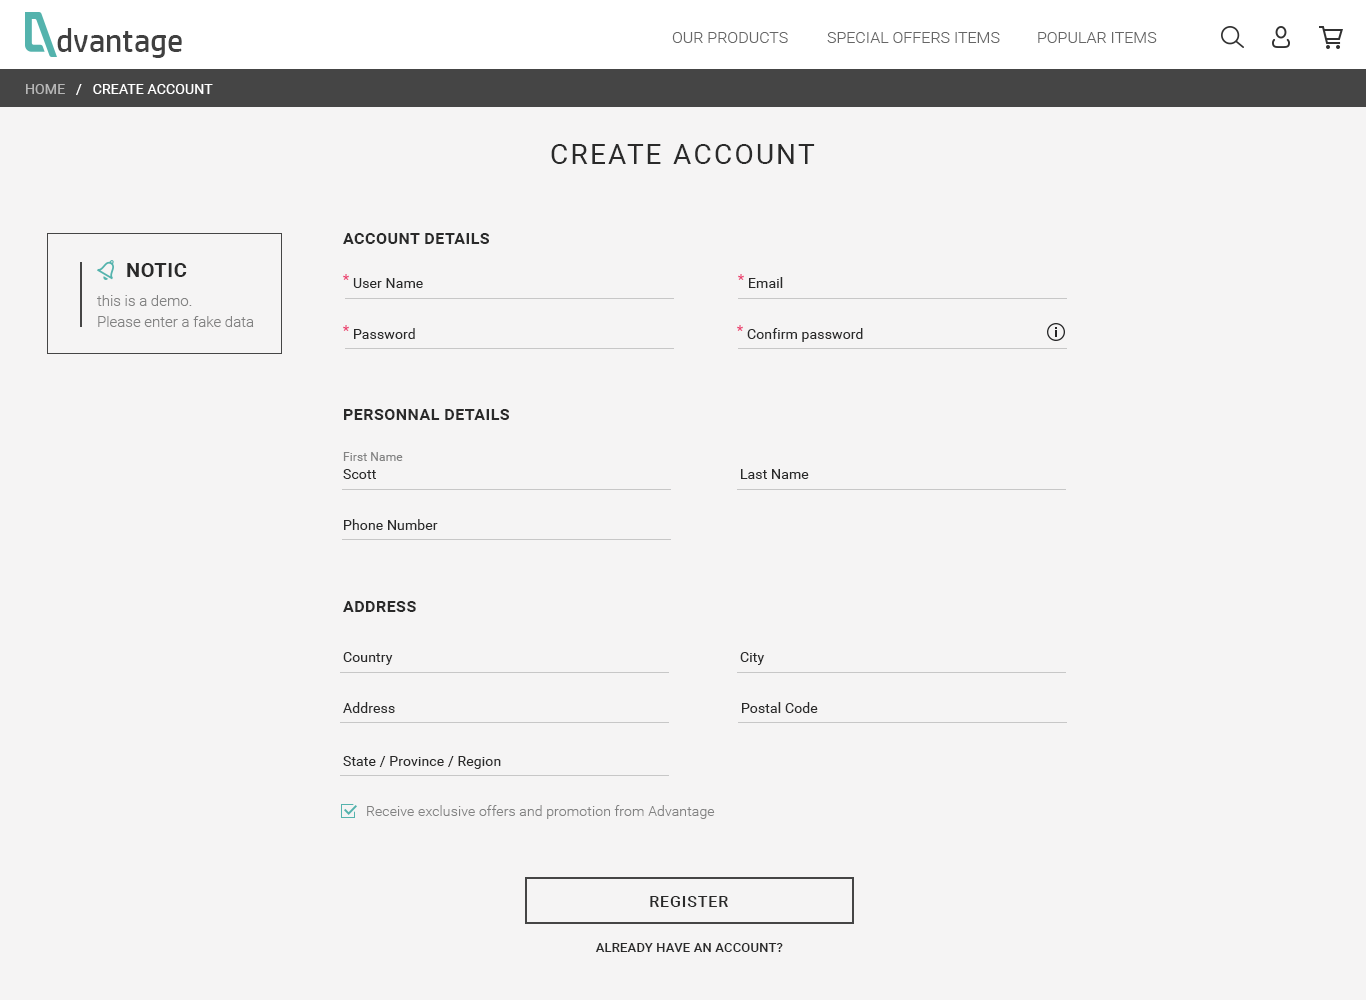 Advantage
OUR PRODUCTS SPECIAL OFFERS ITEMS POPULAR ITEMS
HOME / CREATE ACCOUNT
CREATE ACCOUNT
NOTIC
this is a demo.
Please enter a fake data
ACCOUNT DETAILS
* User Name * Email
* Password * Confirm password
PERSONNAL DETAILS
First Name
Scott Last Name
Phone Number
ADDRESS
Country City
Address Postal Code
State / Province / Region
Receive exclusive offers and promotion from Advantage
REGISTER
ALREADY HAVE AN ACCOUNT?